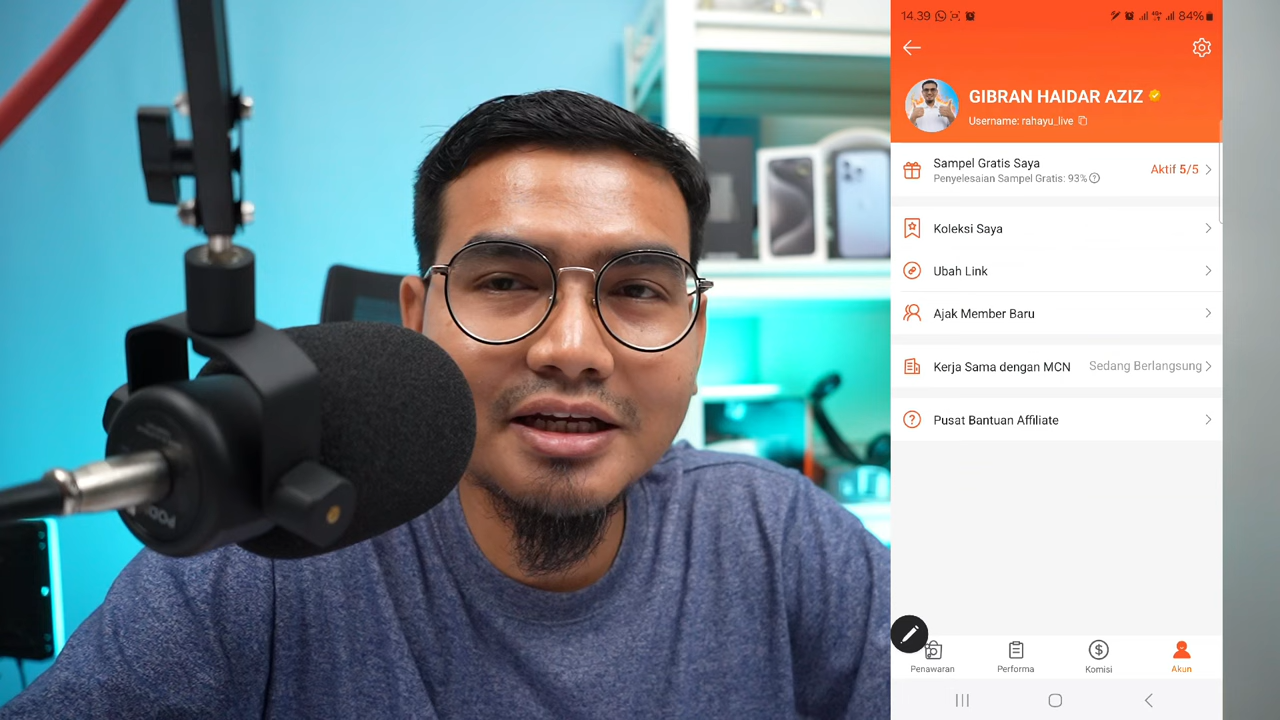 14.39
4G+
84%
GIBRAN HAIDAR AZIZ
Username: rahayu_live
Sampel Gratis Saya
Penyelesaian Sampel Gratis: 93%
Aktif 5/5
Koleksi Saya
Ubah Link
Ajak Member Baru
Kerja Sama dengan MCN
Sedang Berlangsung
Pusat Bantuan Affiliate
Penawaran
Performa
Komisi
Akun